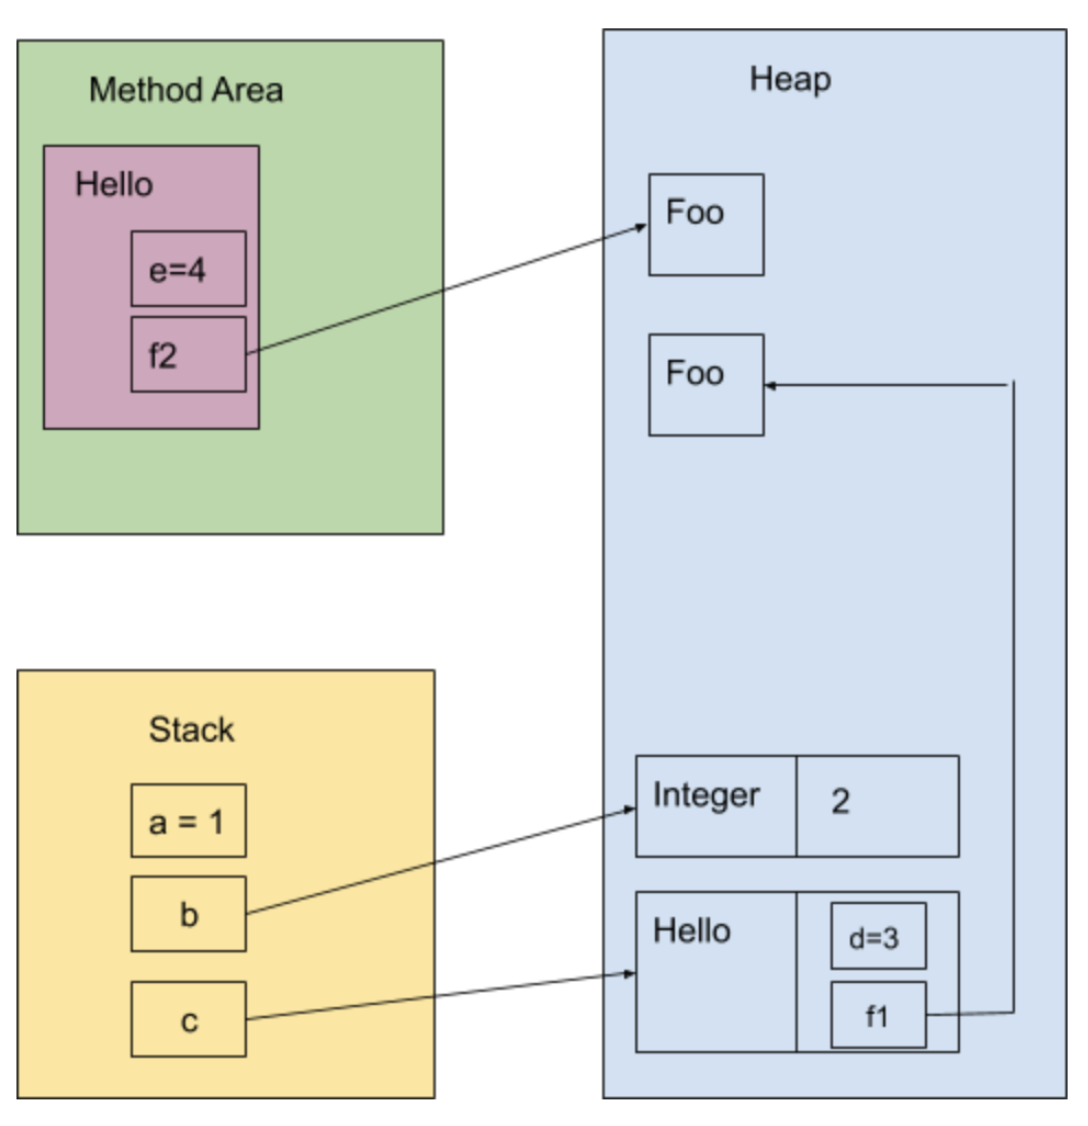 Method Area
Hello
e=4
f2
Heap
Foo
Foo
Stack
a = 1
b
c
Integer
2
Hello
d=3
f1